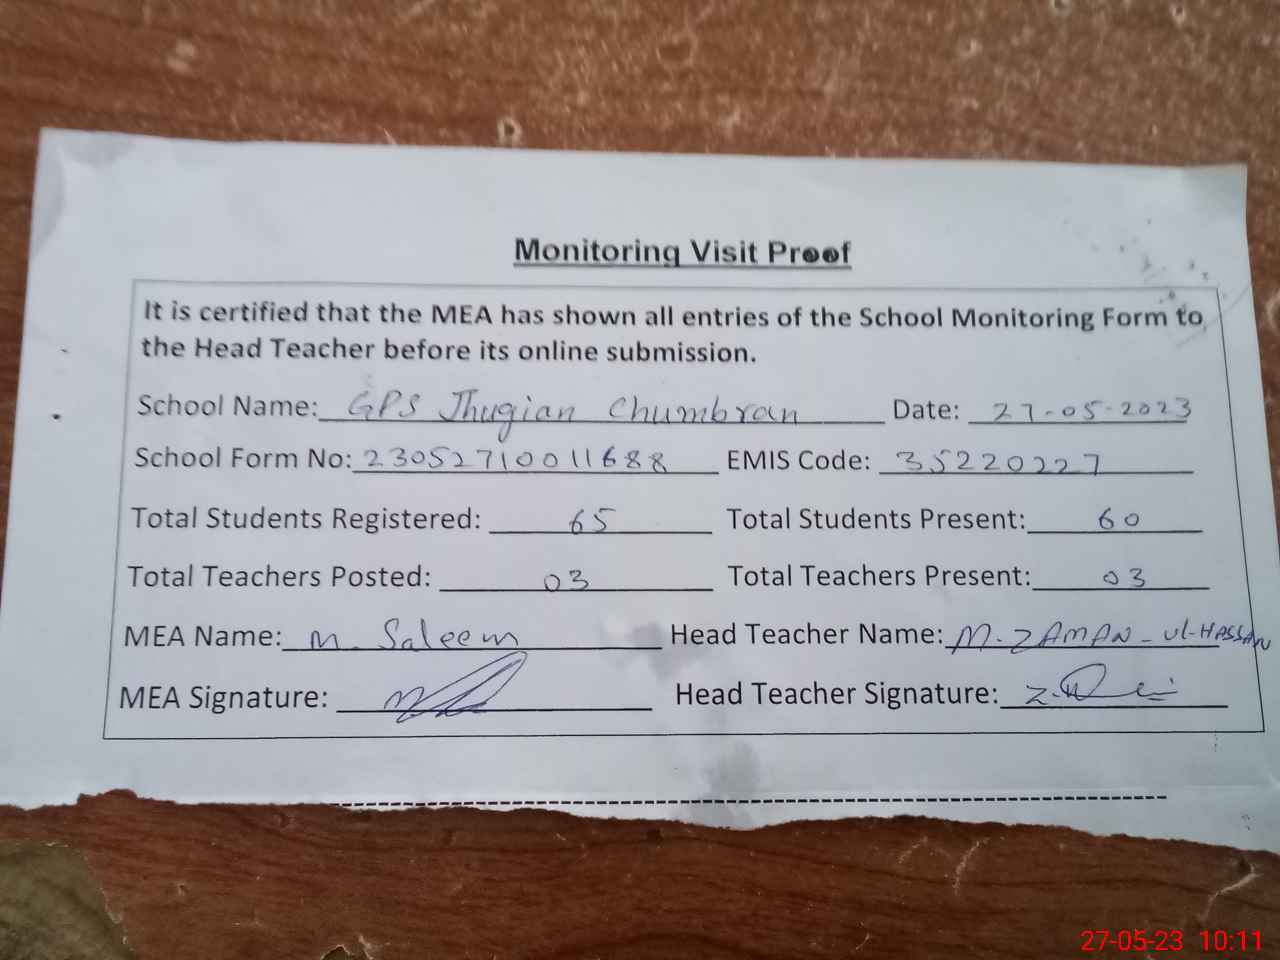 Monitoring Visit Proof
It is certified that the MEA has shown all entries of the School Monitoring Form to
the Head Teacher before its online submission.
School Name: GPS Jhugian Chumbran Date: 27-05-2023
School Form No: 23052710011688 EMIS Code: 35220227
Total Students Registered: 65 Total Students Present: 60
Total Teachers Posted: 03 Total Teachers Present: 03
MEA Name: M. Saleem Head Teacher Name: M. ZAMAN-ul-HASSAN
MEA Signature: Head Teacher Signature:
27-05-23 10:11